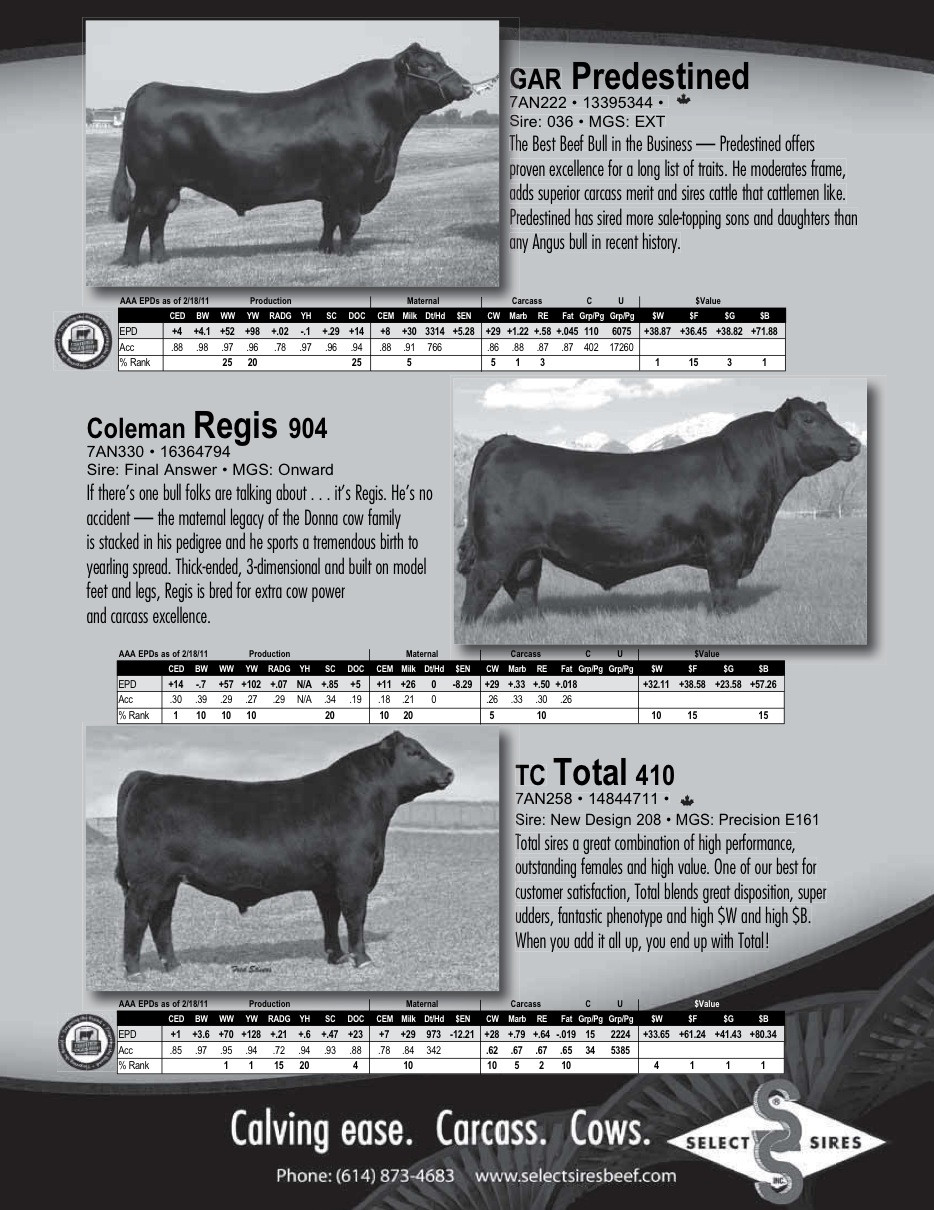 GAR Predestined
7AN222 • 13395344 •
Sire: 036 • MGS: EXT
The Best Beef Bull in the Business — Predestined offers
proven excellence for a long list of traits. He moderates frame,
adds superior carcass merit and sires cattle that cattlemen like.
Predestined has sired more sale-topping sons and daughters than
any Angus bull in recent history.
AAA EPDs as of 2/18/11 Production Maternal Carcass C U $Value
CED BW WW YW RADG YH SC DOC CEM Milk Dt/Hd $EN CW Marb RE Fat Grp/Pg Grp/Pg $W $F $G $B
EPD +4 +4.1 +52 +98 +.02 -.1 +.29 +14 +8 +30 3314 +5.28 +29 +1.22 +.58 +.045 110 6075 +38.87 +36.45 +38.82 +71.88
Acc .88 .98 .97 .96 .78 .97 .96 .94 .88 .91 766 .86 .88 .87 .87 402 17260
% Rank 25 20 25 5 5 1 3 1 15 3 1
Coleman Regis 904
7AN330 • 16364794
Sire: Final Answer • MGS: Onward
If there's one bull folks are talking about . . . it's Regis. He's no
accident — the maternal legacy of the Donna cow family
is stacked in his pedigree and he sports a tremendous birth to
yearling spread. Thick-ended, 3-dimensional and built on model
feet and legs, Regis is bred for extra cow power
and carcass excellence.
AAA EPDs as of 2/18/11 Production Maternal Carcass C U $Value
CED BW WW YW RADG YH SC DOC CEM Milk Dt/Hd $EN CW Marb RE Fat Grp/Pg Grp/Pg $W $F $G $B
EPD +14 -.7 +57 +102 +.07 N/A +.85 +5 +11 +26 0 -8.29 +29 +.33 +.50 +.018 +32.11 +38.58 +23.58 +57.26
Acc .30 .39 .29 .27 .29 N/A .34 .19 .18 .21 0 .26 .33 .30 .26
% Rank 1 10 10 10 20 10 20 5 10 10 15 15
TC Total 410
7AN258 • 14844711 •
Sire: New Design 208 • MGS: Precision E161
Total sires a great combination of high performance,
outstanding females and high value. One of our best for
customer satisfaction, Total blends great disposition, super
udders, fantastic phenotype and high $W and high $B.
When you add it all up, you end up with Total!
AAA EPDs as of 2/18/11 Production Maternal Carcass C U $Value
CED BW WW YW RADG YH SC DOC CEM Milk Dt/Hd $EN CW Marb RE Fat Grp/Pg Grp/Pg $W $F $G $B
EPD +1 +3.6 +70 +128 +.21 +.6 +.47 +23 +7 +29 973 -12.21 +28 +.79 +.64 -.019 15 2224 +33.65 +61.24 +41.43 +80.34
Acc .85 .97 .95 .94 .72 .94 .93 .88 .78 .84 342 .62 .67 .67 .65 34 5385
% Rank 1 1 15 20 4 10 10 5 2 10 4 1 1 1
Calving ease. Carcass. Cows.
Phone: (614) 873-4683 www.selectsiresbeef.com
SELECT SIRES
INC.
®